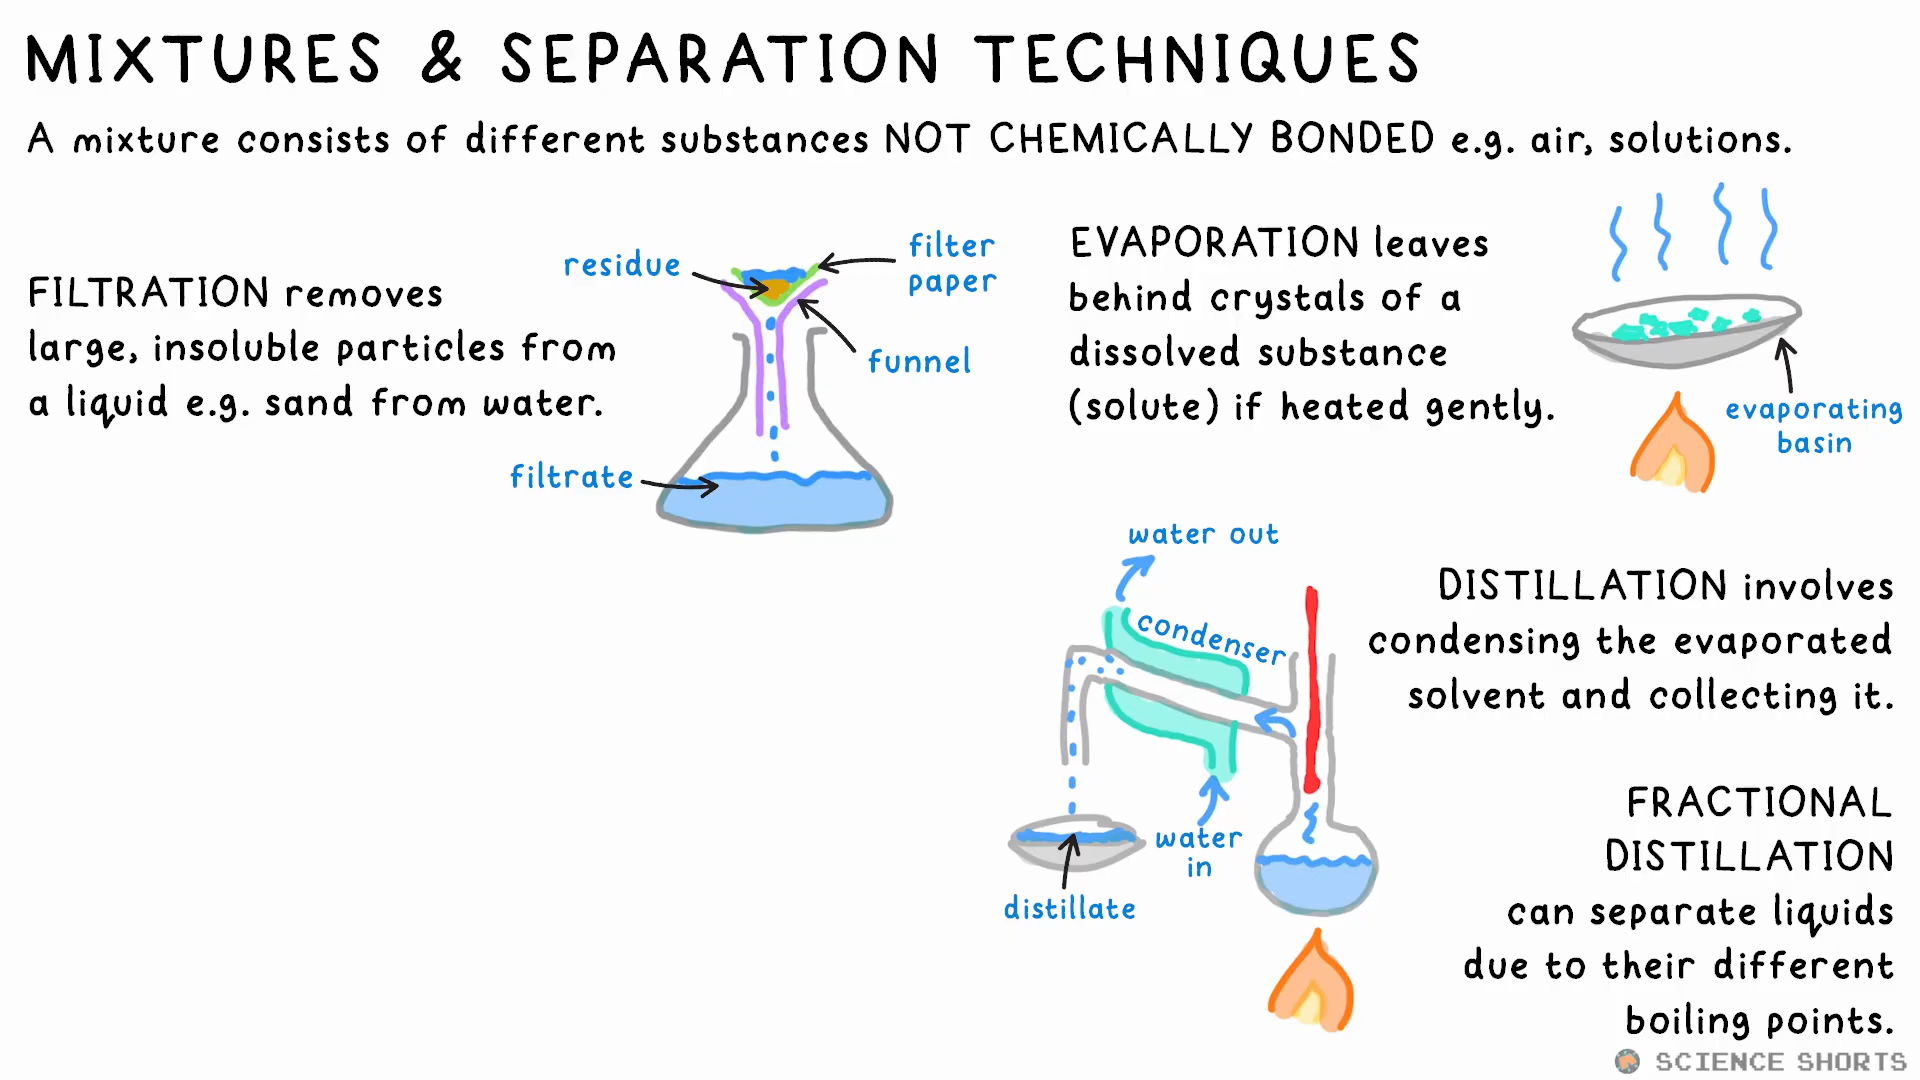 MIXTURES & SEPARATION TECHNIQUES
A mixture consists of different substances NOT CHEMICALLY BONDED e.g. air, solutions.
FILTRATION removes
large, insoluble particles from
a liquid e.g. sand from water.
residue
filter
paper
funnel
filtrate
EVAPORATION leaves
behind crystals of a
dissolved substance
(solute) if heated gently.
evaporating
basin
water out
condenser
water
in
distillate
DISTILLATION involves
condensing the evaporated
solvent and collecting it.
FRACTIONAL
DISTILLATION
can separate liquids
due to their different
boiling points.
SCIENCE SHORTS